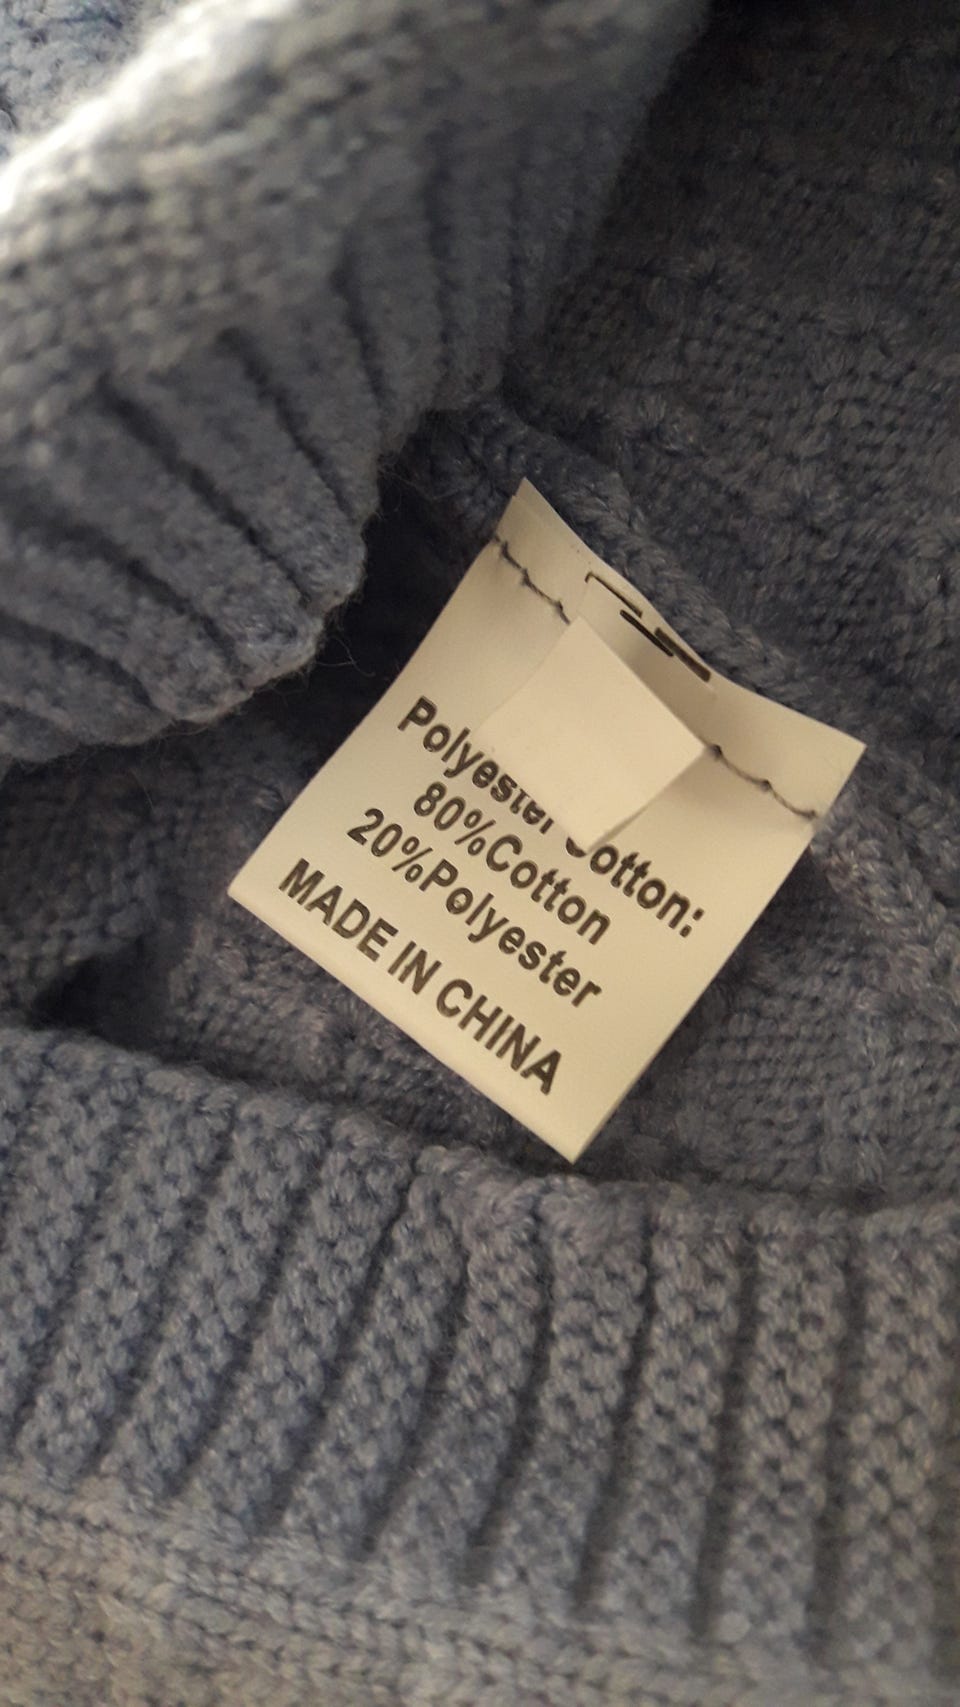 Polyester Cotton:
80%Cotton
20%Polyester
MADE IN CHINA